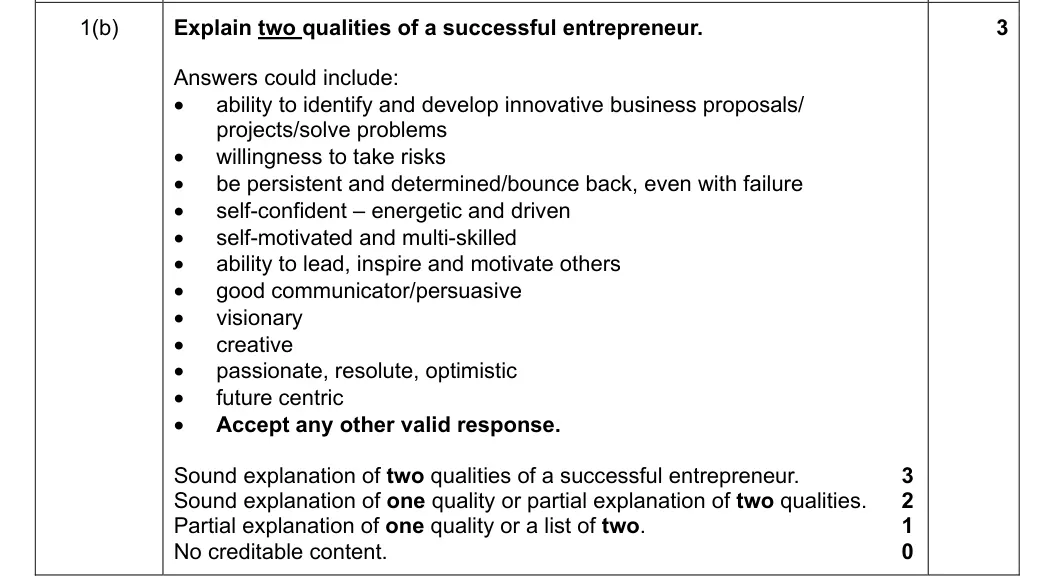 1(b) Explain two qualities of a successful entrepreneur. 3
Answers could include:
• ability to identify and develop innovative business proposals/
projects/solve problems
• willingness to take risks
• be persistent and determined/bounce back, even with failure
• self-confident – energetic and driven
• self-motivated and multi-skilled
• ability to lead, inspire and motivate others
• good communicator/persuasive
• visionary
• creative
• passionate, resolute, optimistic
• future centric
• Accept any other valid response.
Sound explanation of two qualities of a successful entrepreneur. 3
Sound explanation of one quality or partial explanation of two qualities. 2
Partial explanation of one quality or a list of two. 1
No creditable content. 0